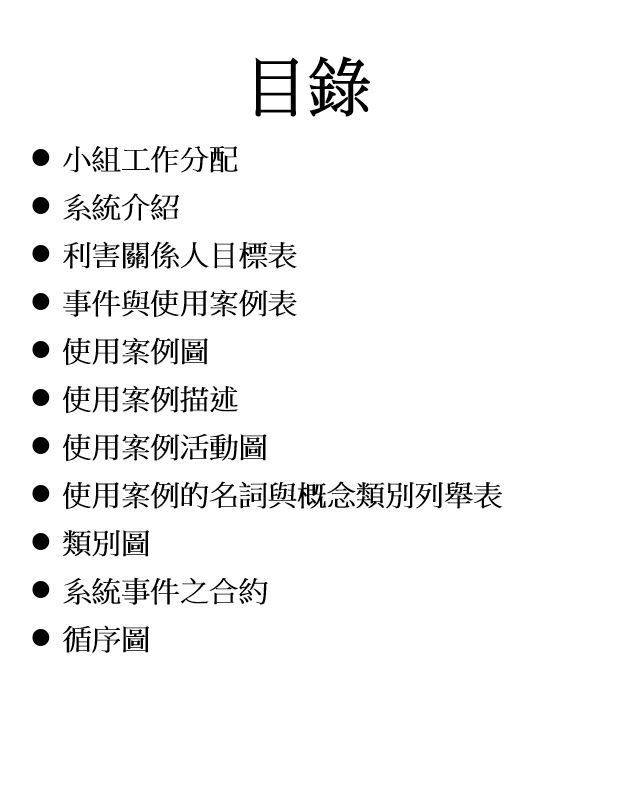 目錄
● 小組工作分配
● 系統介紹
● 利害關係人目標表
● 事件與使用案例表
● 使用案例圖
● 使用案例描述
● 使用案例活動圖
● 使用案例的名詞與概念類別列舉表
● 類別圖
● 系統事件之合約
● 循序圖